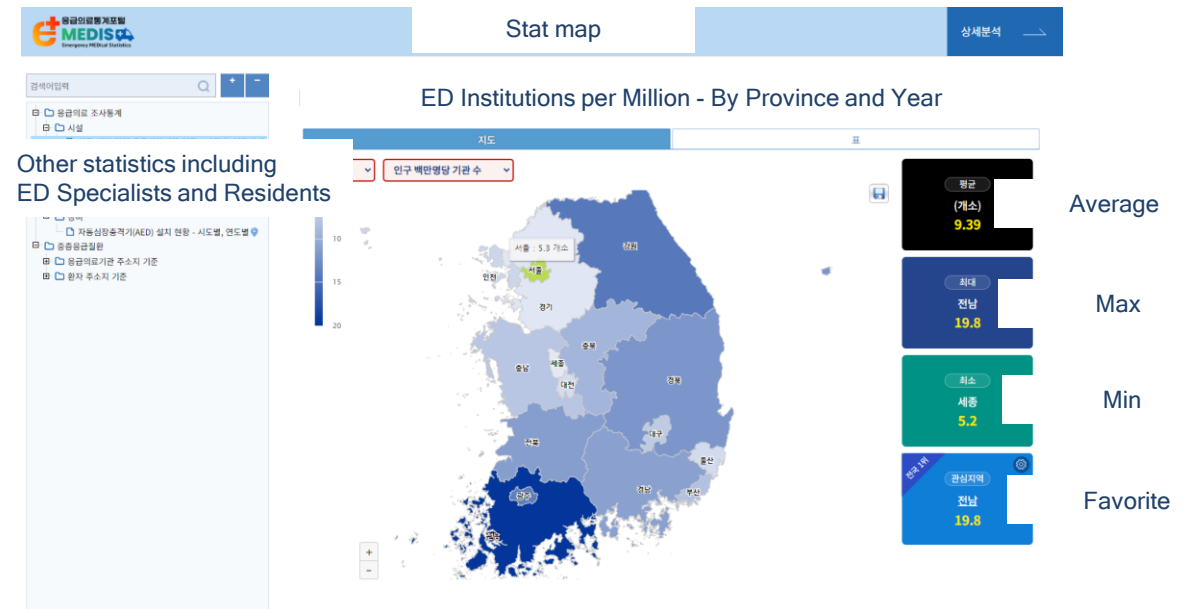 응급의료통계포털
MEDIS
Emergency MEDical Statistics
Stat map
상세분석
검색어입력
+ -
응급의료 조사통계
시설
ED Institutions per Million - By Province and Year
지도
표
Other statistics including
ED Specialists and Residents
인구 백만명당 기관 수
자동심장충격기(AED) 설치 현황 - 시도별, 연도별
중증응급질환
응급의료기관 주소지 기준
환자 주소지 기준
10
15
20
서울 : 5.3 개소
강원
서울
인천
경기
충북
충남
세종
대전
경북
대구
전북
울산
경남
부산
광주
전남
+
-
평균
(개소)
9.39
Average
최대
전남
19.8
Max
최소
세종
5.2
Min
전국 1위
관심지역
전남
19.8
Favorite